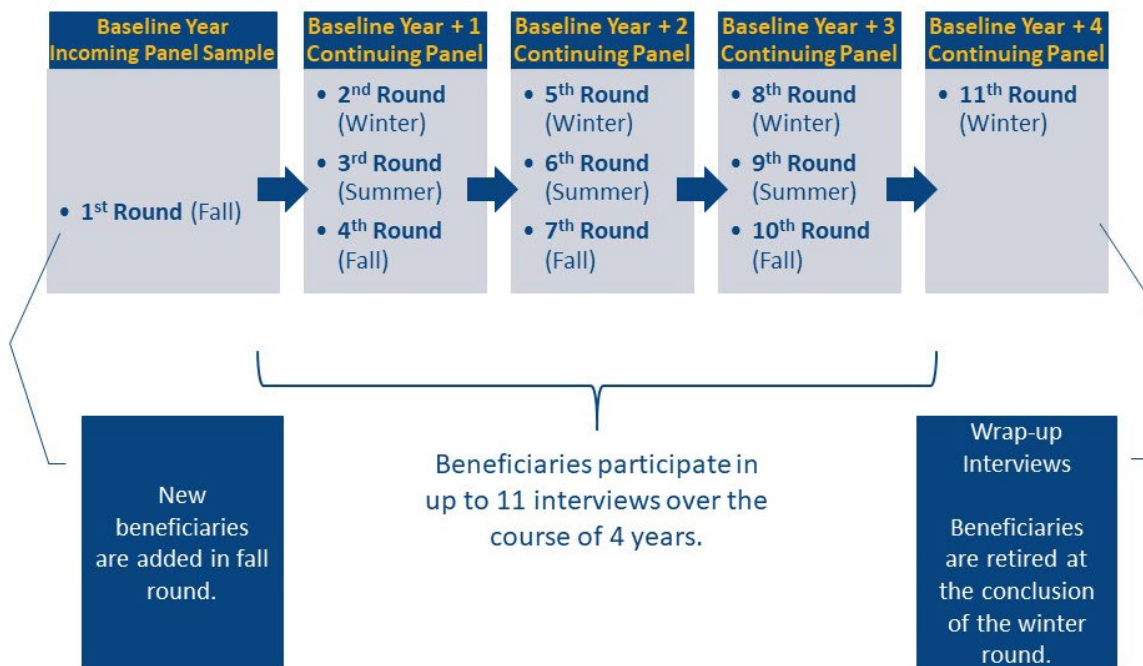 Baseline Year
Incoming Panel Sample
• 1st Round (Fall)
Baseline Year + 1
Continuing Panel
• 2nd Round
(Winter)
• 3rd Round
(Summer)
• 4th Round
(Fall)
Baseline Year + 2
Continuing Panel
• 5th Round
(Winter)
• 6th Round
(Summer)
• 7th Round
(Fall)
Baseline Year + 3
Continuing Panel
• 8th Round
(Winter)
• 9th Round
(Summer)
• 10th Round
(Fall)
Baseline Year + 4
Continuing Panel
• 11th Round
(Winter)
New
beneficiaries
are added in fall
round.
Beneficiaries participate in
up to 11 interviews over the
course of 4 years.
Wrap-up
Interviews
Beneficiaries
are retired at
the conclusion
of the winter
round.